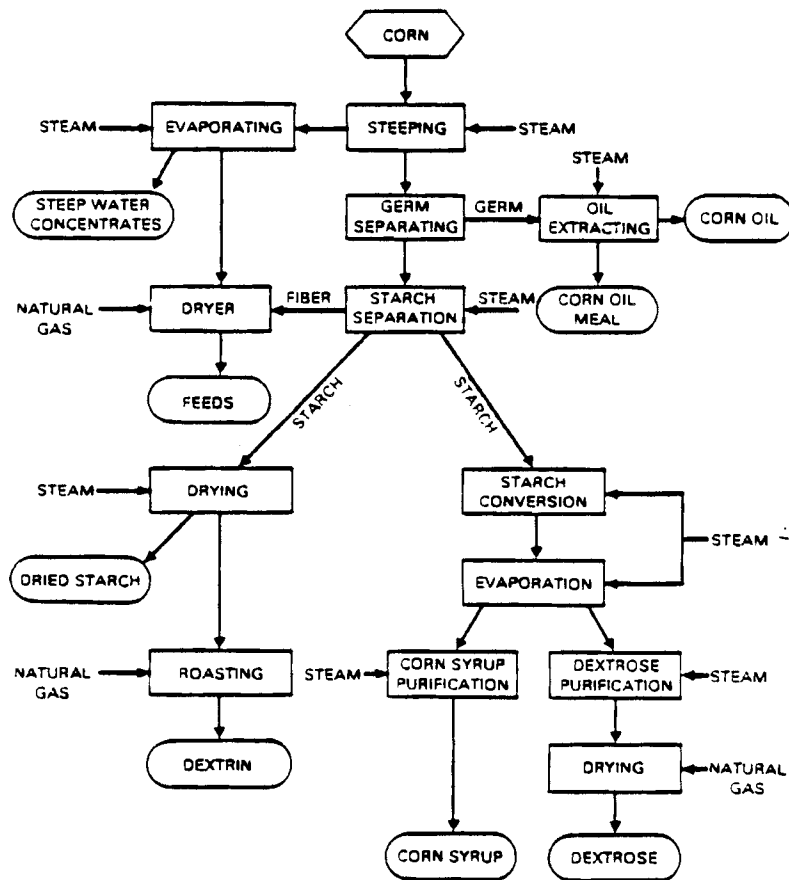 CORN
STEAM
EVAPORATING
STEEPING
STEAM
STEAM
STEEP WATER
CONCENTRATES
GERM
SEPARATING
GERM
OIL
EXTRACTING
CORN OIL
NATURAL
GAS
DRYER
FIBER
STARCH
SEPARATION
STEAM
CORN OIL
MEAL
FEEDS
STARCH
STARCH
STEAM
DRYING
STARCH
CONVERSION
STEAM
DRIED STARCH
EVAPORATION
NATURAL
GAS
ROASTING
STEAM
CORN SYRUP
PURIFICATION
DEXTROSE
PURIFICATION
STEAM
DEXTRIN
DRYING
NATURAL
GAS
CORN SYRUP
DEXTROSE